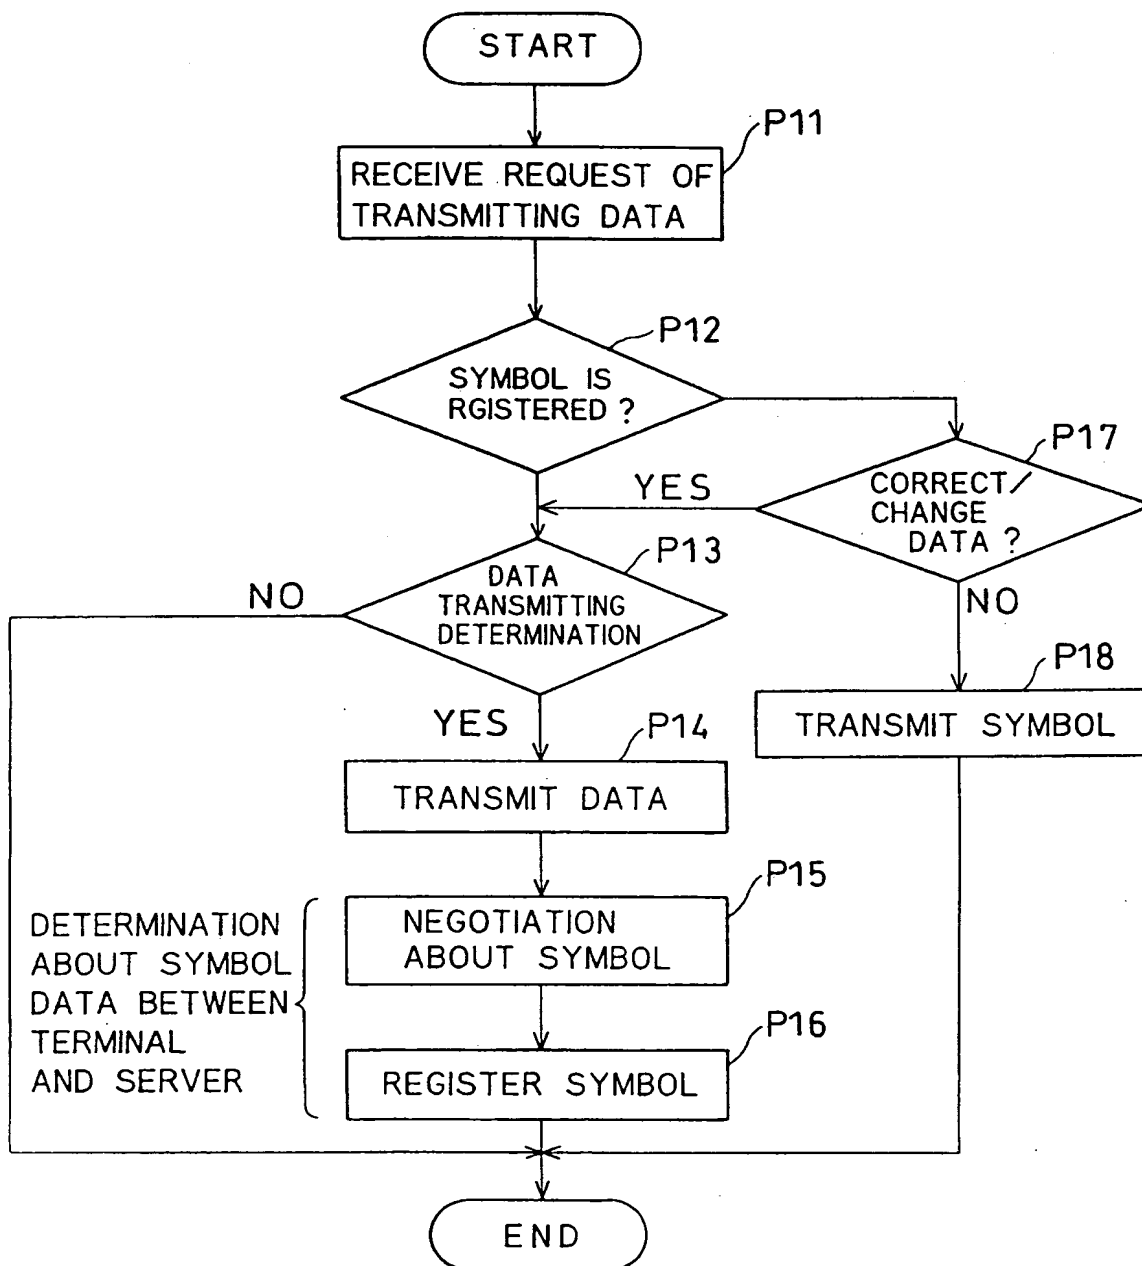 START
P11
RECEIVE REQUEST OF
TRANSMITTING DATA
P12
SYMBOL IS
RGISTERED ?
P17
CORRECT/
CHANGE
DATA ?
YES
NO
P13
DATA
TRANSMITTING
DETERMINATION
NO
YES
P18
TRANSMIT SYMBOL
P14
TRANSMIT DATA
P15
NEGOTIATION
ABOUT SYMBOL
DETERMINATION
ABOUT SYMBOL
DATA BETWEEN
TERMINAL
AND SERVER
P16
REGISTER SYMBOL
END